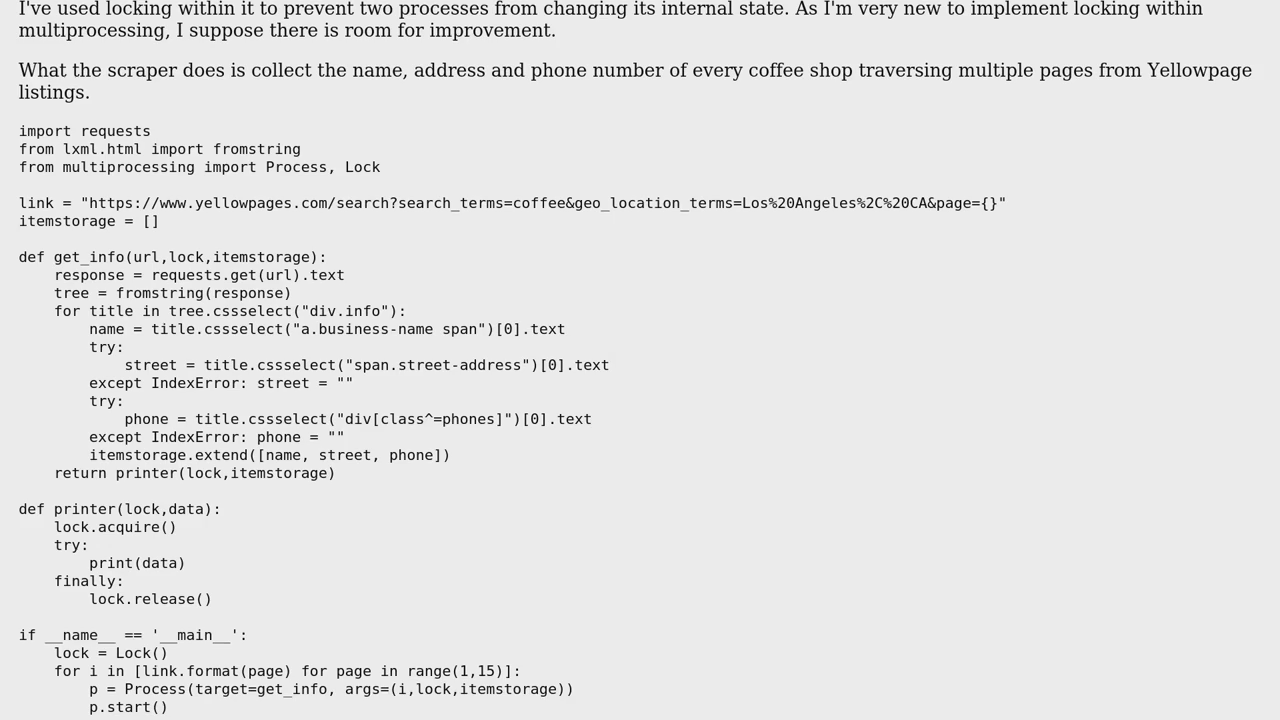 I've used locking within it to prevent two processes from changing its internal state. As I'm very new to implement locking within
multiprocessing, I suppose there is room for improvement.
What the scraper does is collect the name, address and phone number of every coffee shop traversing multiple pages from Yellowpage
listings.
import requests
from lxml.html import fromstring
from multiprocessing import Process, Lock
link = "https://www.yellowpages.com/search?search_terms=coffee&geo_location_terms=Los%20Angeles%2C%20CA&page={}"
itemstorage = []
def get_info(url,lock,itemstorage):
    response = requests.get(url).text
    tree = fromstring(response)
    for title in tree.cssselect("div.info"):
        name = title.cssselect("a.business-name span")[0].text
        try:
            street = title.cssselect("span.street-address")[0].text
        except IndexError: street = ""
        try:
            phone = title.cssselect("div[class^=phones]")[0].text
        except IndexError: phone = ""
        itemstorage.extend([name, street, phone])
    return printer(lock,itemstorage)
def printer(lock,data):
    lock.acquire()
    try:
        print(data)
    finally:
        lock.release()
if __name__ == '__main__':
    lock = Lock()
    for i in [link.format(page) for page in range(1,15)]:
        p = Process(target=get_info, args=(i,lock,itemstorage))
        p.start()